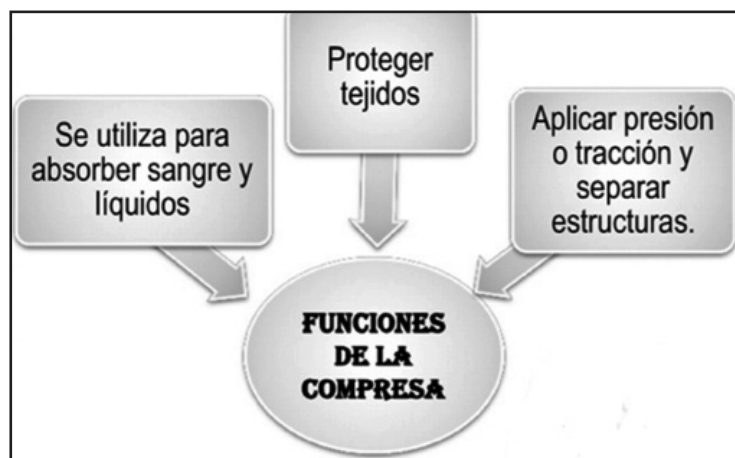 Se utiliza para
absorber sangre y
líquidos
Proteger
tejidos
Aplicar presión
o tracción y
separar
estructuras.
FUNCIONES
DE LA
COMPRESA